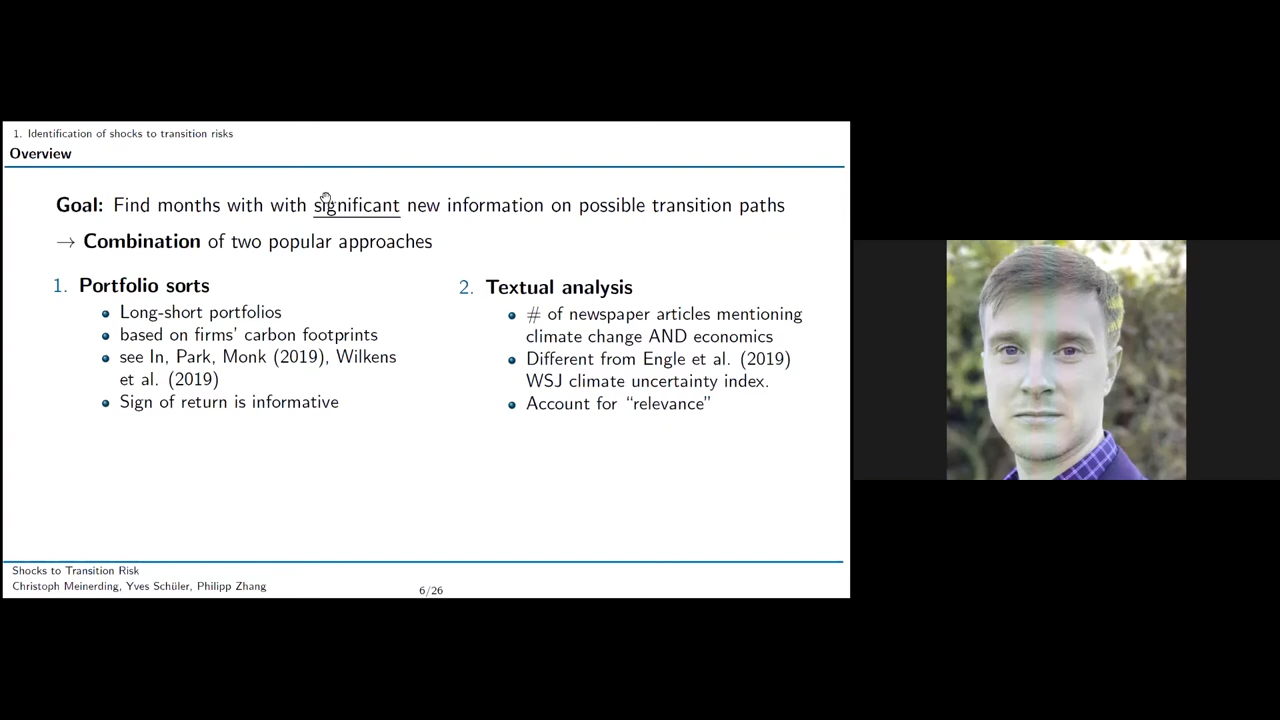 1. Identification of shocks to transition risks
Overview
Goal: Find months with with significant new information on possible transition paths
→ Combination of two popular approaches
1. Portfolio sorts
Long-short portfolios
based on firms' carbon footprints
see In, Park, Monk (2019), Wilkens
et al. (2019)
Sign of return is informative
2. Textual analysis
# of newspaper articles mentioning
climate change AND economics
Different from Engle et al. (2019)
WSJ climate uncertainty index.
Account for “relevance”
Shocks to Transition Risk
Christoph Meinerding, Yves Schüler, Philipp Zhang
6/26